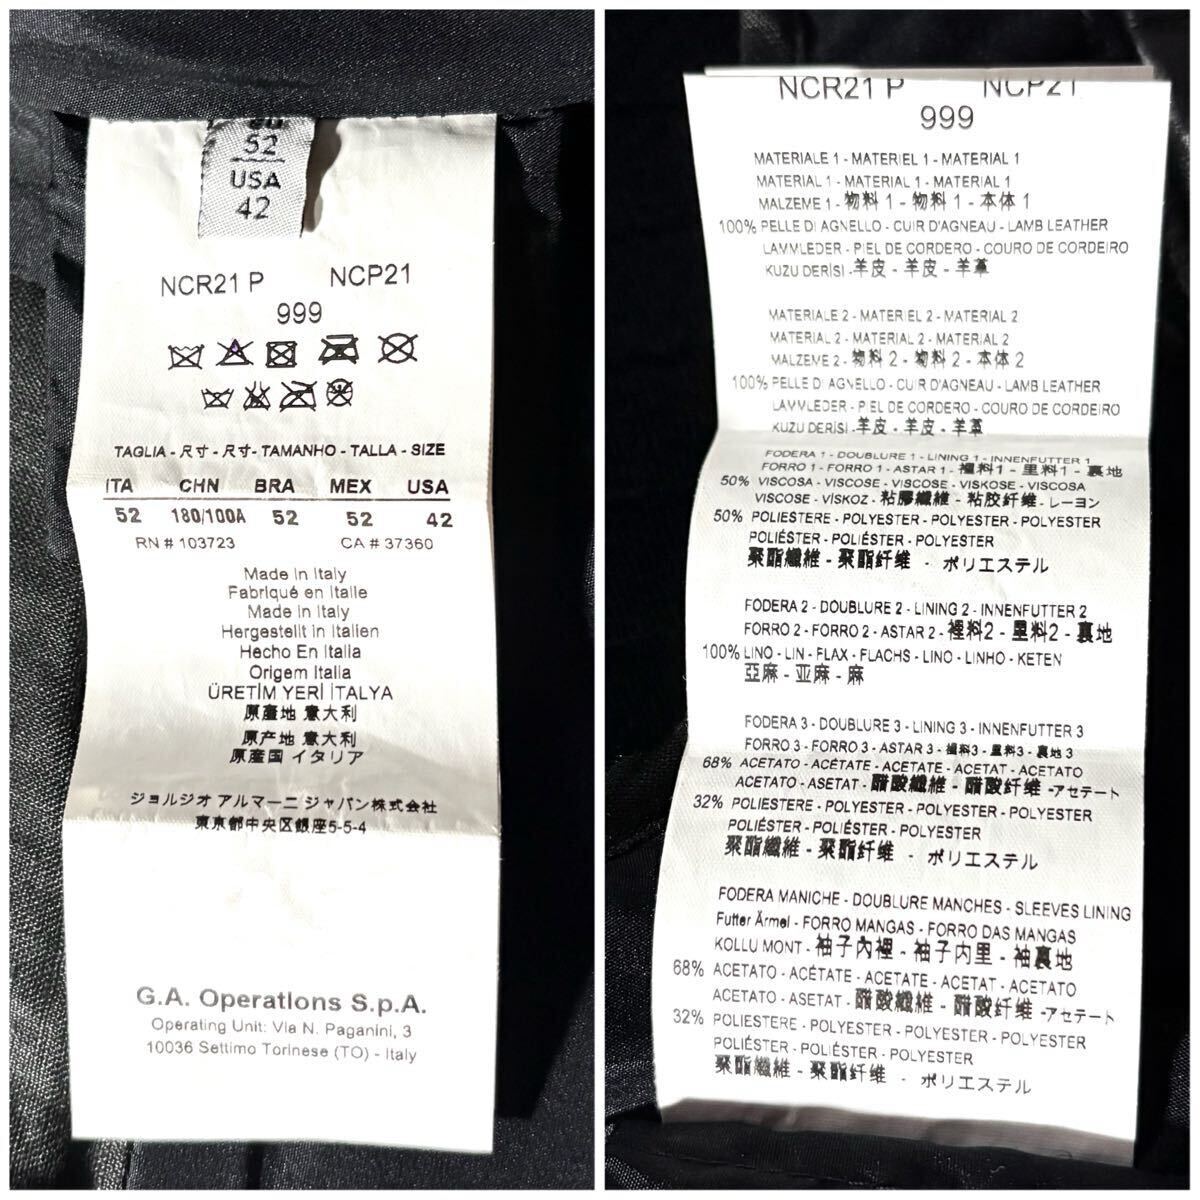 52
USA
42
NCR21 P NCP21
999
TAGLIA - 尺寸 - 尺寸- TAMANHO - TALLA - SIZE
ITA CHN BRA MEX USA
52 180/100A 52 52 42
RN # 103723 CA # 37360
Made in Italy
Fabriqué en Italie
Made in Italy
Hergestellt in Italien
Hecho En Italia
Origem Italia
ÜRETİM YERİ İTALYA
原產地 意大利
原产地 意大利
原産国 イタリア
ジョルジオ アルマーニ ジャパン株式会社
東京都中央区銀座5-5-4
G.A. Operations S.p.A.
Operating Unit: Via N. Paganini, 3
10036 Settimo Torinese (TO) - Italy
NCR21 P NCP21
999
MATERIALE 1 - MATERIEL 1 - MATERIAL 1
MATERIAL 1 - MATERIAL 1 - MATERIAL 1
MALZEME 1 - 物料 1 - 物料 1 - 本体 1
100% PELLE DI AGNELLO - CUIR D'AGNEAU - LAMB LEATHER
LAMMLEDER - PIEL DE CORDERO - COURO DE CORDEIRO
KUZU DERİSİ - 羊皮 - 羊皮 - 羊革
MATERIALE 2 - MATERIEL 2 - MATERIAL 2
MATERIAL 2 - MATERIAL 2 - MATERIAL 2
MALZEME 2 - 物料 2 - 物料 2 - 本体 2
100% PELLE DI AGNELLO - CUIR D'AGNEAU - LAMB LEATHER
LAMMLEDER - PIEL DE CORDERO - COURO DE CORDEIRO
KUZU DERİSİ - 羊皮 - 羊皮 - 羊革
FODERA 1 - DOUBLURE 1 - LINING 1 - INNENFUTTER 1
FORRO 1 - FORRO 1 - ASTAR 1 - 裡料1 - 里料1 - 裏地
50% VISCOSA - VISCOSE - VISCOSE - VISKOSE - VISCOSA
VISCOSE - VİSKOZ - 粘膠纖維 - 粘胶纤维 - レーヨン
50% POLIESTERE - POLYESTER - POLYESTER - POLYESTER
POLIÉSTER - POLIÉSTER - POLYESTER
聚酯纖維 - 聚酯纤维 - ポリエステル
FODERA 2 - DOUBLURE 2 - LINING 2 - INNENFUTTER 2
FORRO 2 - FORRO 2 - ASTAR 2 - 裡料2 - 里料2 - 裏地
100% LINO - LIN - FLAX - FLACHS - LINO - LINHO - KETEN
亞麻 - 亚麻 - 麻
FODERA 3 - DOUBLURE 3 - LINING 3 - INNENFUTTER 3
FORRO 3 - FORRO 3 - ASTAR 3 - 裡料3 - 里料3 - 裏地 3
68% ACETATO - ACÉTATE - ACETATE - ACETAT - ACETATO
ACETATO - ASETAT - 醋酸纖維 - 醋酸纤维 - アセテート
32% POLIESTERE - POLYESTER - POLYESTER - POLYESTER
POLIÉSTER - POLIÉSTER - POLYESTER
聚酯纖維 - 聚酯纤维 - ポリエステル
FODERA MANICHE - DOUBLURE MANCHES - SLEEVES LINING
Futter Ärmel - FORRO MANGAS - FORRO DAS MANGAS
KOLLU MONT - 袖子內裡 - 袖子内里 - 袖裏地
68% ACETATO - ACÉTATE - ACETATE - ACETAT - ACETATO
ACETATO - ASETAT - 醋酸纖維 - 醋酸纤维 - アセテート
32% POLIESTERE - POLYESTER - POLYESTER - POLYESTER
POLIÉSTER - POLIÉSTER - POLYESTER
聚酯纖維 - 聚酯纤维 - ポリエステル